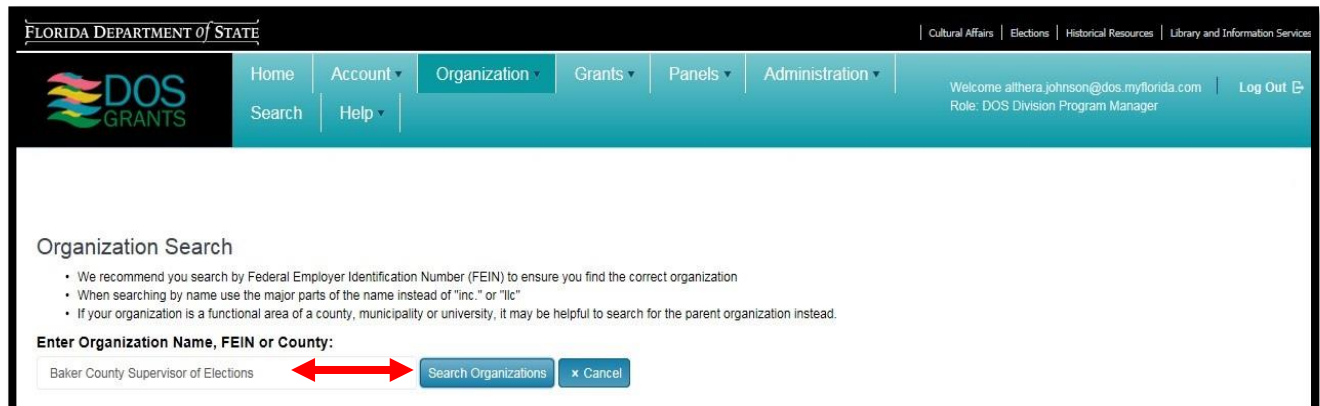 FLORIDA DEPARTMENT Of STATE
Cultural Affairs | Elections | Historical Resources | Library and Information Services
DOS GRANTS
Home Account Organization Grants Panels Administration
Search Help
Welcome althera.johnson@dos.myflorida.com | Log Out
Role: DOS Division Program Manager
Organization Search
• We recommend you search by Federal Employer Identification Number (FEIN) to ensure you find the correct organization
• When searching by name use the major parts of the name instead of "inc." or "llc"
• If your organization is a functional area of a county, municipality or university, it may be helpful to search for the parent organization instead.
Enter Organization Name, FEIN or County:
Baker County Supervisor of Elections Search Organizations x Cancel